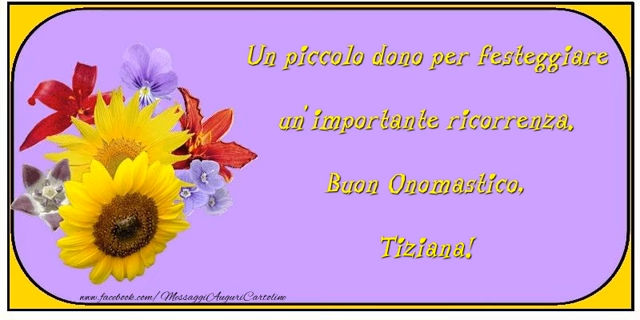 Un piccolo dono per festeggiare
un'importante ricorrenza,
Buon Onomastico,
Tiziana!
www.facebook.com/MessaggiAuguriCartoline